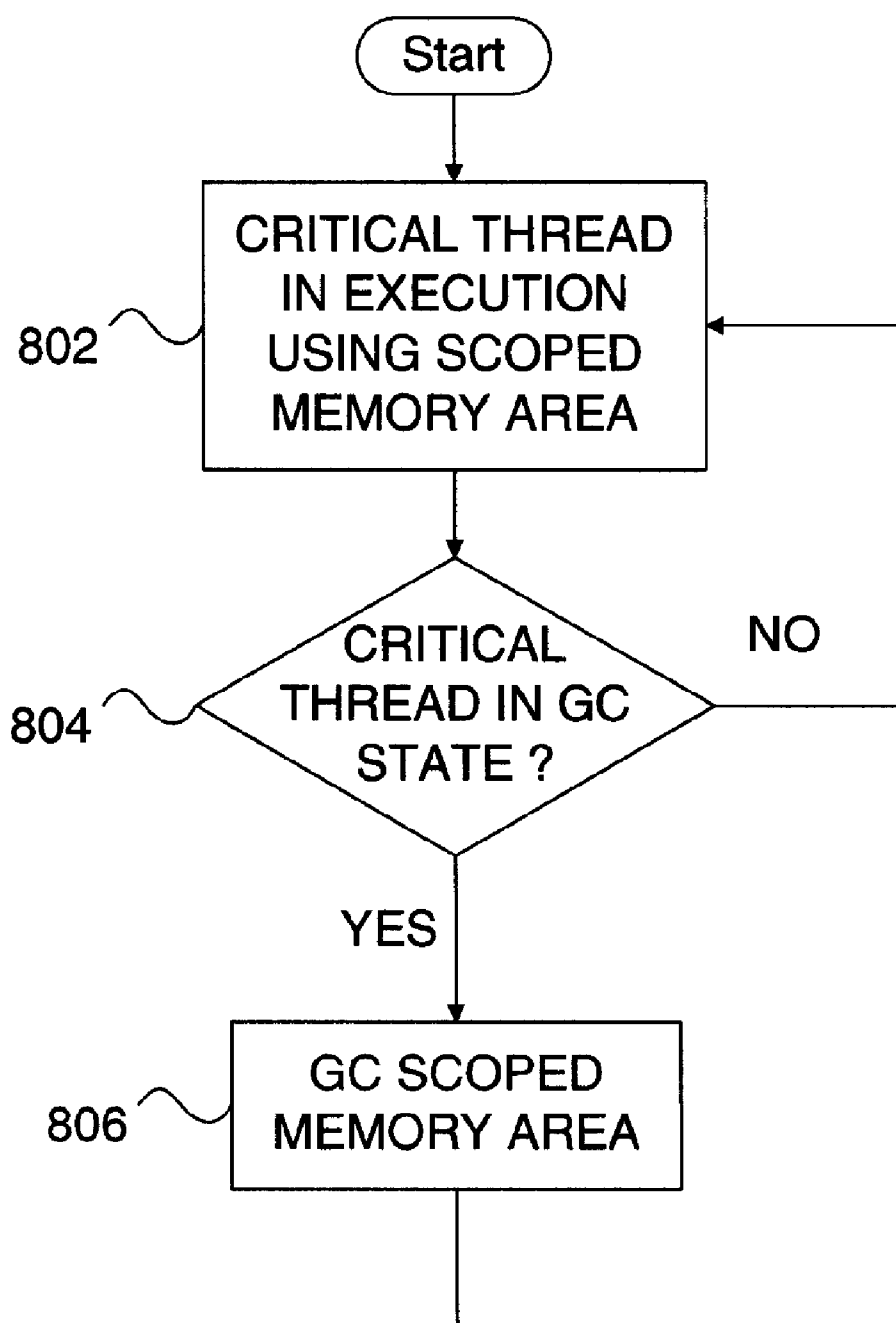 Start
CRITICAL THREAD
IN EXECUTION
USING SCOPED
MEMORY AREA
802
CRITICAL
THREAD IN GC
STATE ?
NO
804
YES
GC SCOPED
MEMORY AREA
806